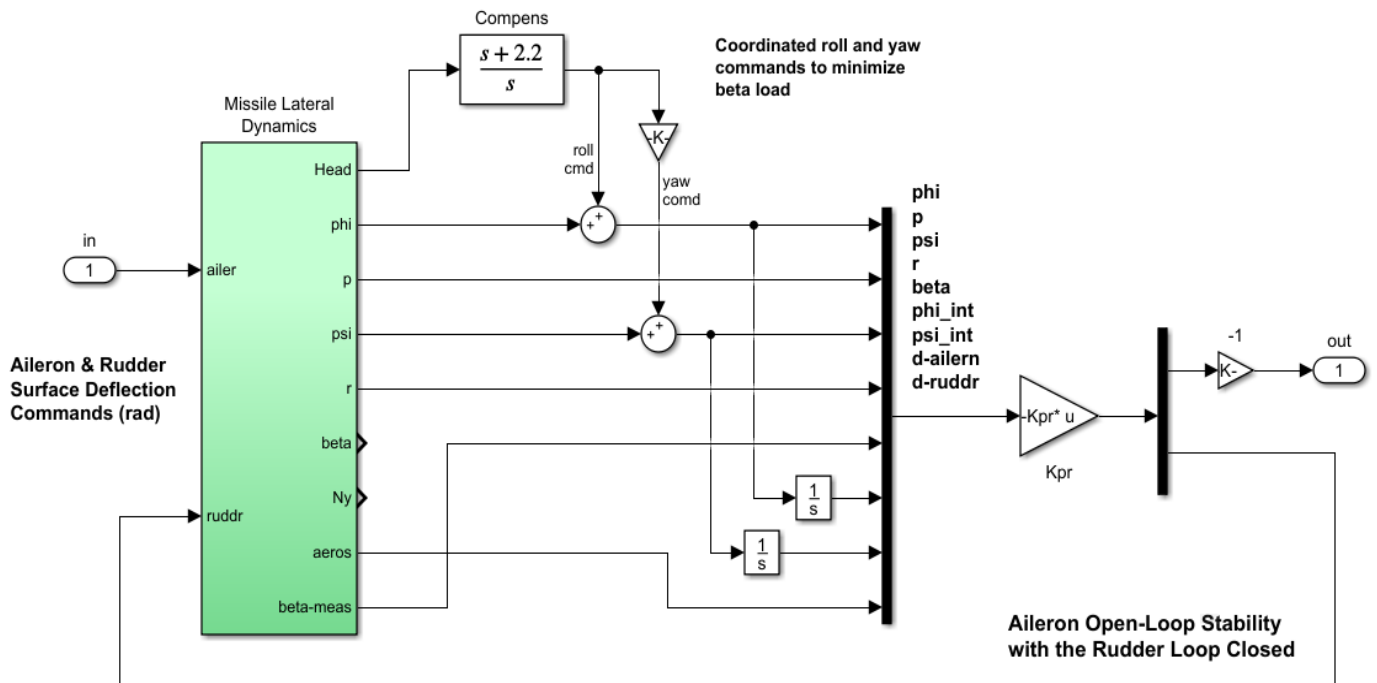 Compens
s + 2.2
s
Coordinated roll and yaw
commands to minimize
beta load
Missile Lateral
Dynamics
-K-
roll
cmd
yaw
comd
Head
phi
p
psi
r
beta
Ny
aeros
beta-meas
ailer
ruddr
in
1
+
+
+
+
Aileron & Rudder
Surface Deflection
Commands (rad)
phi
p
psi
r
beta
phi_int
psi_int
d-ailern
d-ruddr
1
s
1
s
-Kpr* u
Kpr
-1
K-
out
1
Aileron Open-Loop Stability
with the Rudder Loop Closed